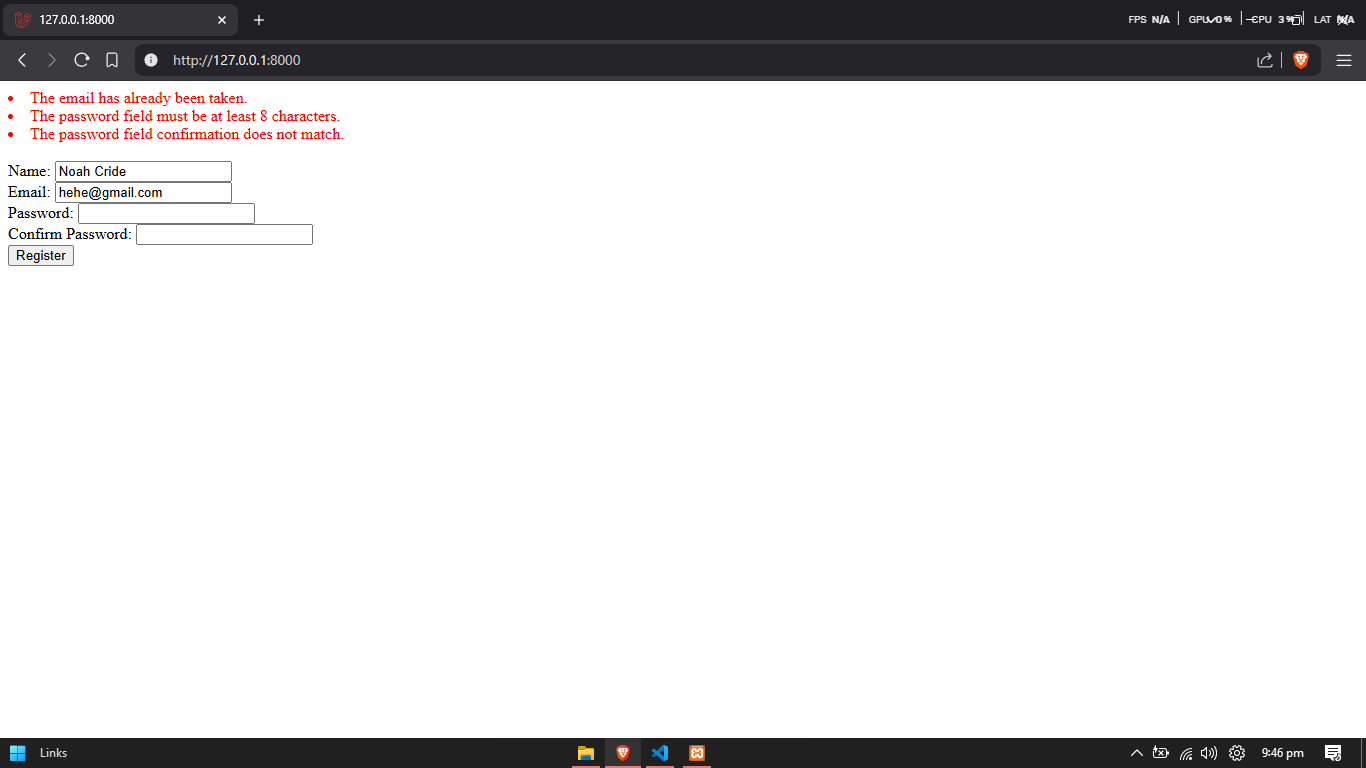 127.0.0.1:8000
FPS N/A GPU 0% CPU 3% LAT N/A
http://127.0.0.1:8000
The email has already been taken.
The password field must be at least 8 characters.
The password field confirmation does not match.
Name: Noah Cride
Email: hehe@gmail.com
Password:
Confirm Password:
Register
Links
9:46 pm